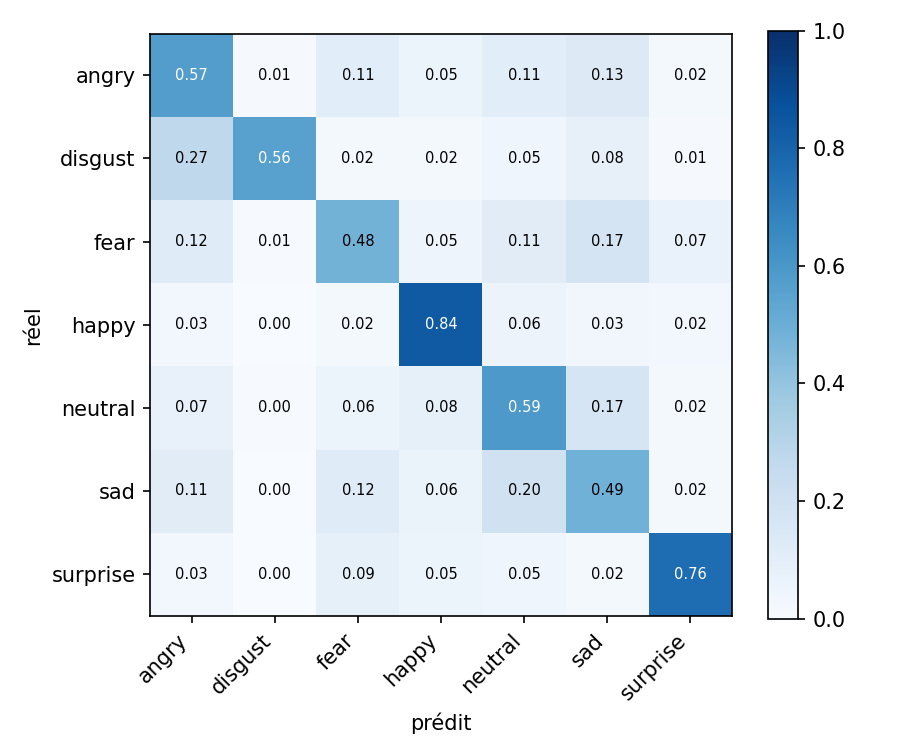 angry 0.57 0.01 0.11 0.05 0.11 0.13 0.02
disgust 0.27 0.56 0.02 0.02 0.05 0.08 0.01
fear 0.12 0.01 0.48 0.05 0.11 0.17 0.07
happy 0.03 0.00 0.02 0.84 0.06 0.03 0.02
neutral 0.07 0.00 0.06 0.08 0.59 0.17 0.02
sad 0.11 0.00 0.12 0.06 0.20 0.49 0.02
surprise 0.03 0.00 0.09 0.05 0.05 0.02 0.76
réel
angry disgust fear happy neutral sad surprise
prédit
1.0
0.8
0.6
0.4
0.2
0.0